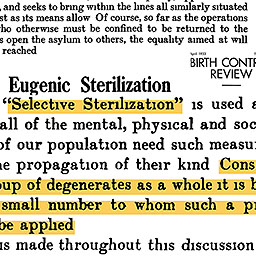 , and seeks to bring within the lines all similarly situated
st as its means allow Of course, so far as the operations
who otherwise must be confined to be returned to the
s open the asylum to others, the equality aimed at will
reached
April 1933
BIRTH CONTR
REVIEW
Eugenic Sterilization
"Selective Sterilization" is used a
all of the mental, physical and soc
of our population need such measur
he propagation of their kind Cons
oup of degenerates as a whole it is b
small number to whom such a p
be applied
is made throughout this discussion